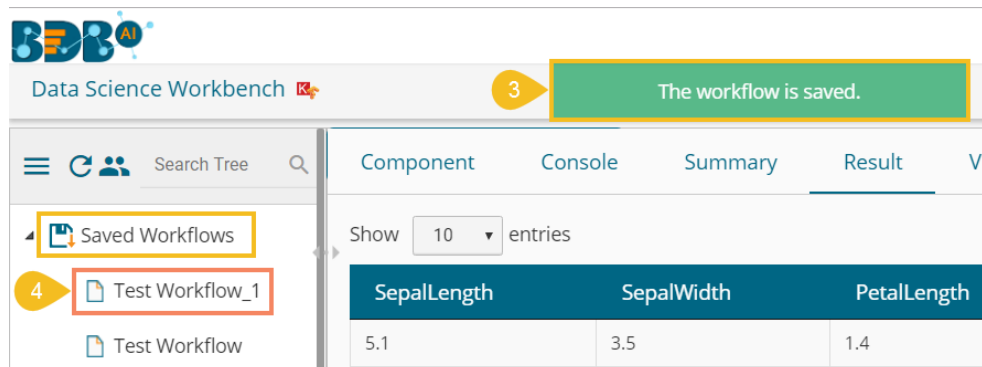 BDB AI
Data Science Workbench
3
The workflow is saved.
Search Tree
Component Console Summary Result V
Saved Workflows
Show 10 entries
4
Test Workflow_1
SepalLength SepalWidth PetalLength
Test Workflow
5.1 3.5 1.4